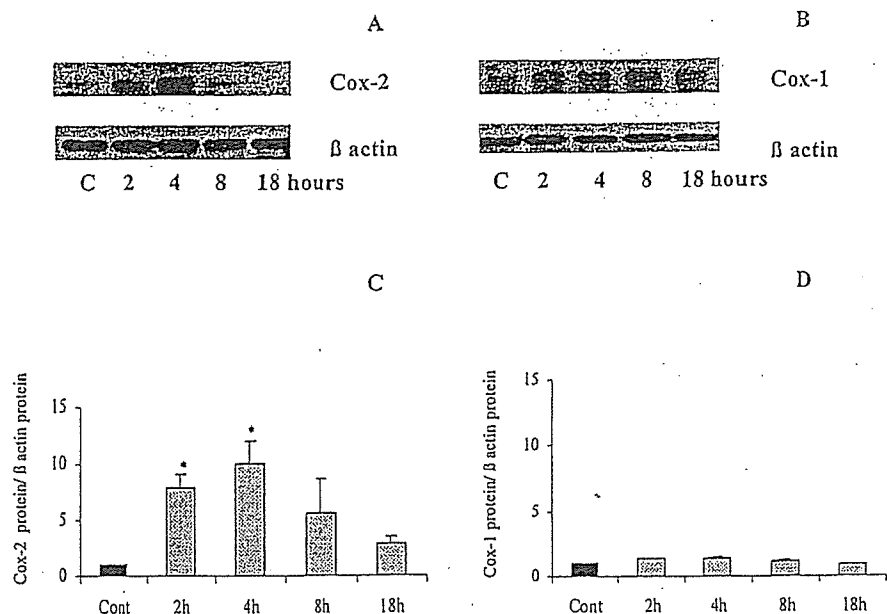 A
Cox-2
ß actin
C 2 4 8 18 hours
B
Cox-1
ß actin
C 2 4 8 18 hours
C
Cox-2 protein/ ß actin protein
15
10
5
0
Cont 2h 4h 8h 18h
* *
D
Cox-1 protein/ ß actin protein
15
10
5
0
Cont 2h 4h 8h 18h